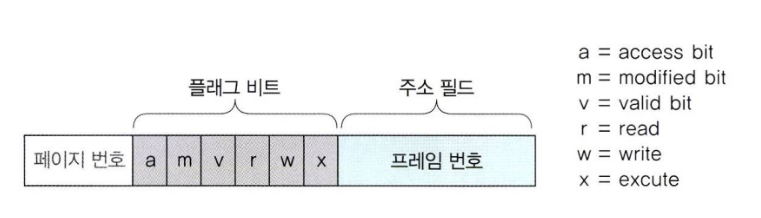 플래그 비트
주소 필드
페이지 번호 a m v r w x 프레임 번호
a = access bit
m = modified bit
v = valid bit
r = read
w = write
x = excute